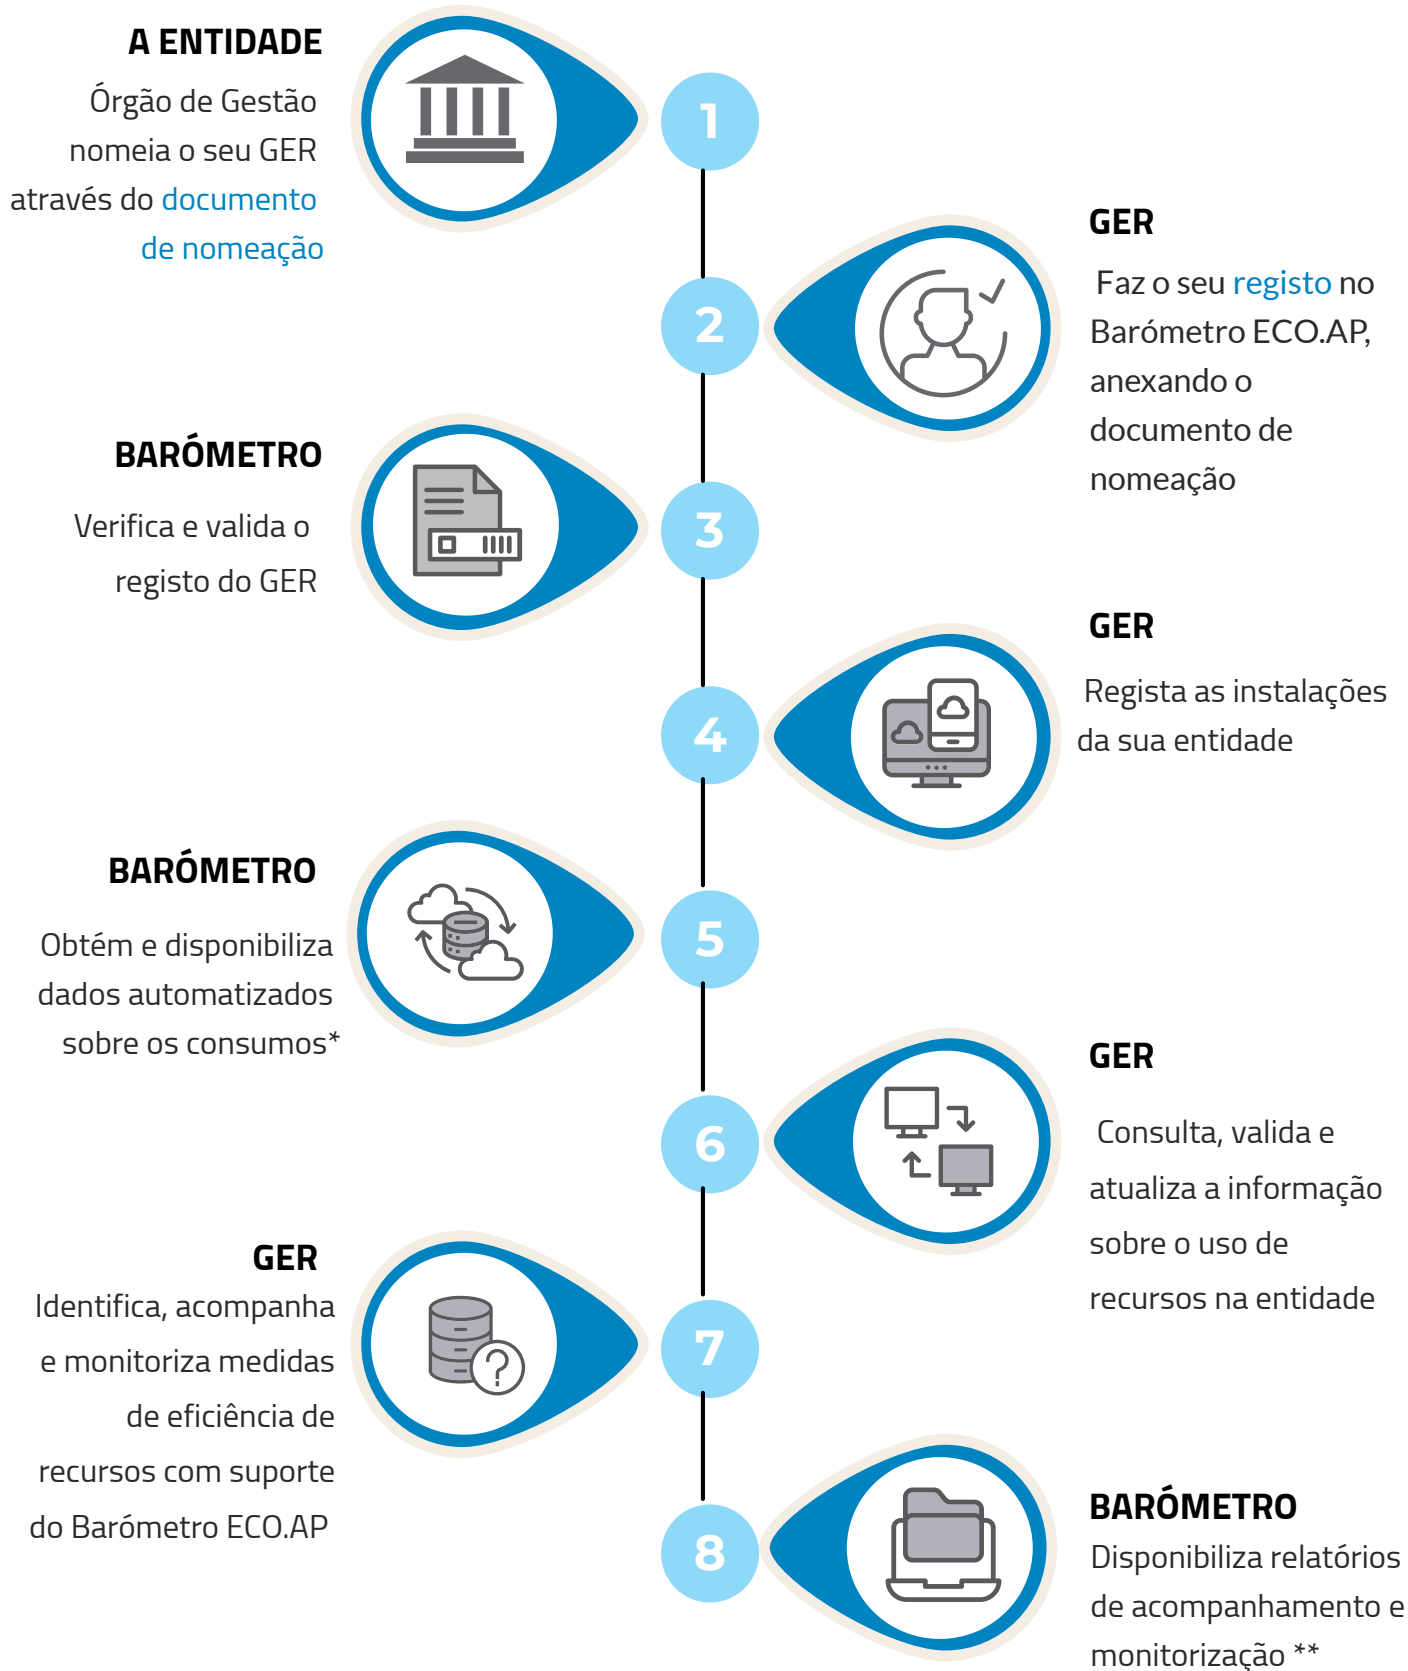 A ENTIDADE
Órgão de Gestão
nomeia o seu GER
através do documento
de nomeação
1
GER
Faz o seu registo no
Barómetro ECO.AP,
anexando o
documento de
nomeação
2
BARÓMETRO
Verifica e valida o
registo do GER
3
GER
Regista as instalações
da sua entidade
4
BARÓMETRO
Obtém e disponibiliza
dados automatizados
sobre os consumos*
5
GER
Consulta, valida e
atualiza a informação
sobre o uso de
recursos na entidade
6
GER
Identifica, acompanha
e monitoriza medidas
de eficiência de
recursos com suporte
do Barómetro ECO.AP
7
BARÓMETRO
Disponibiliza relatórios
de acompanhamento e
monitorização **
8
?